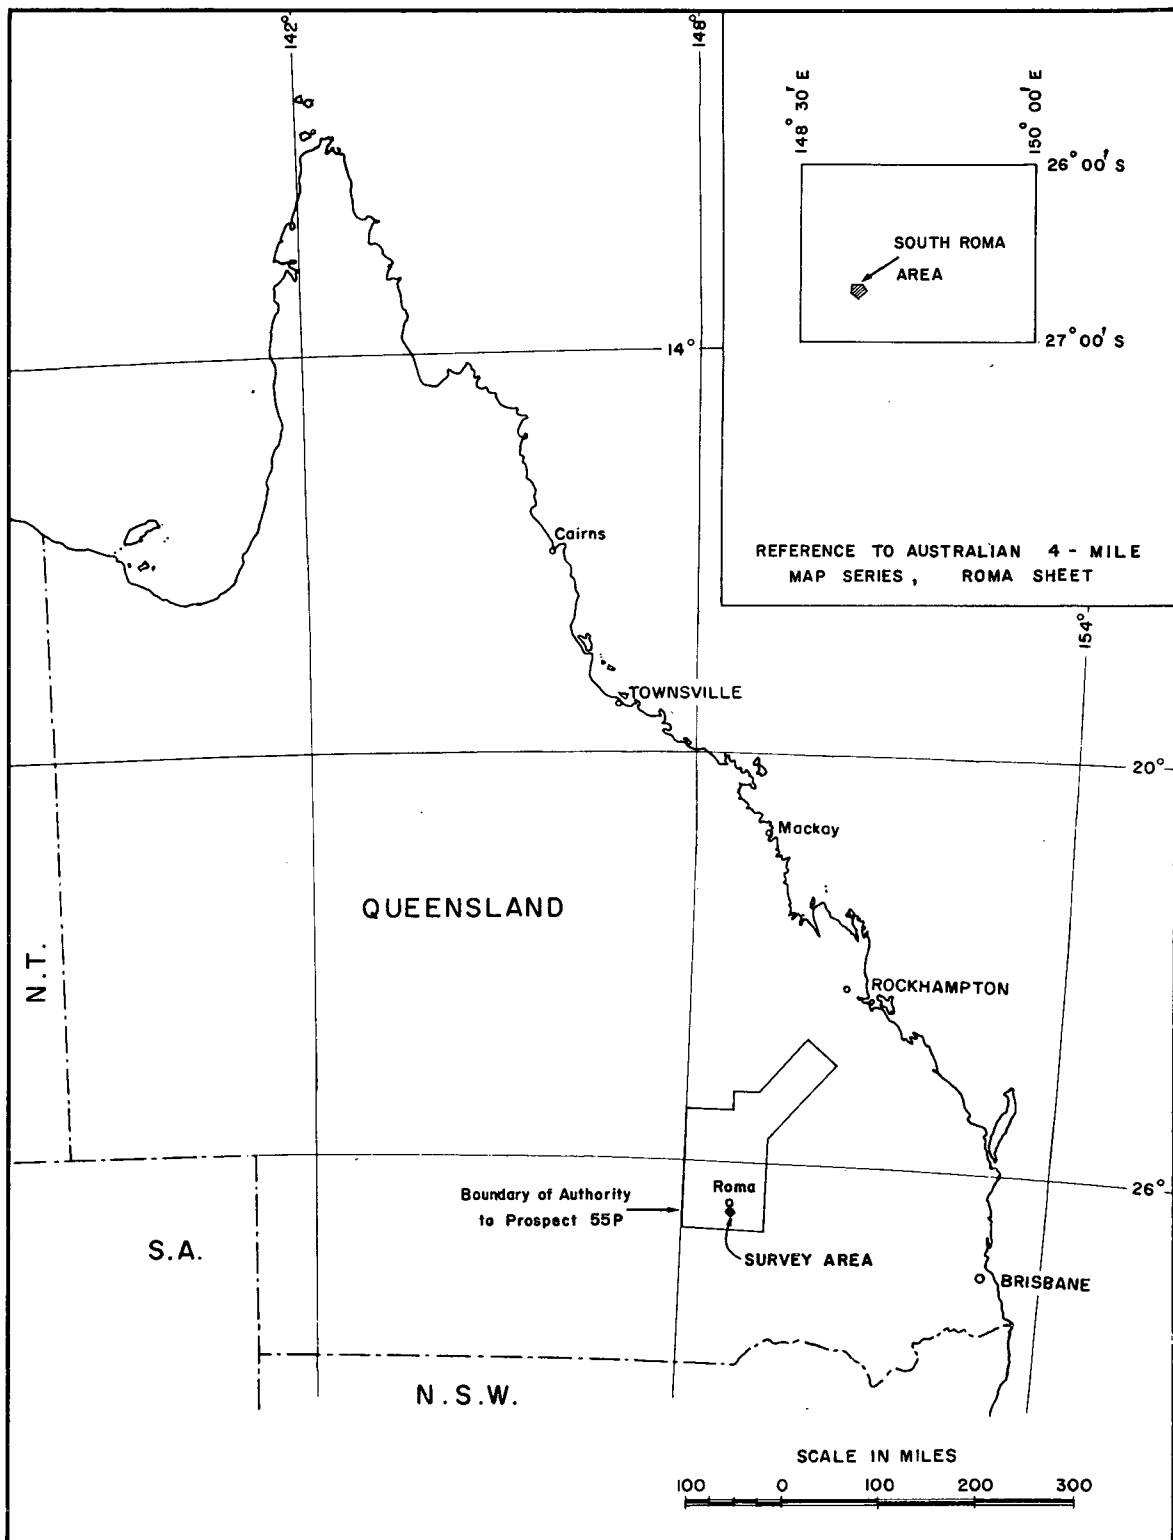 142°
148°
148° 30' E
150° 00' E
26° 00' S
SOUTH ROMA
AREA
27° 00' S
14°
Cairns
REFERENCE TO AUSTRALIAN 4 - MILE
MAP SERIES, ROMA SHEET
154°
TOWNSVILLE
20°
Mackay
QUEENSLAND
N.T.
ROCKHAMPTON
Roma
26°
Boundary of Authority
to Prospect 55P
S.A.
SURVEY AREA
BRISBANE
N.S.W.
SCALE IN MILES
100 0 100 200 300